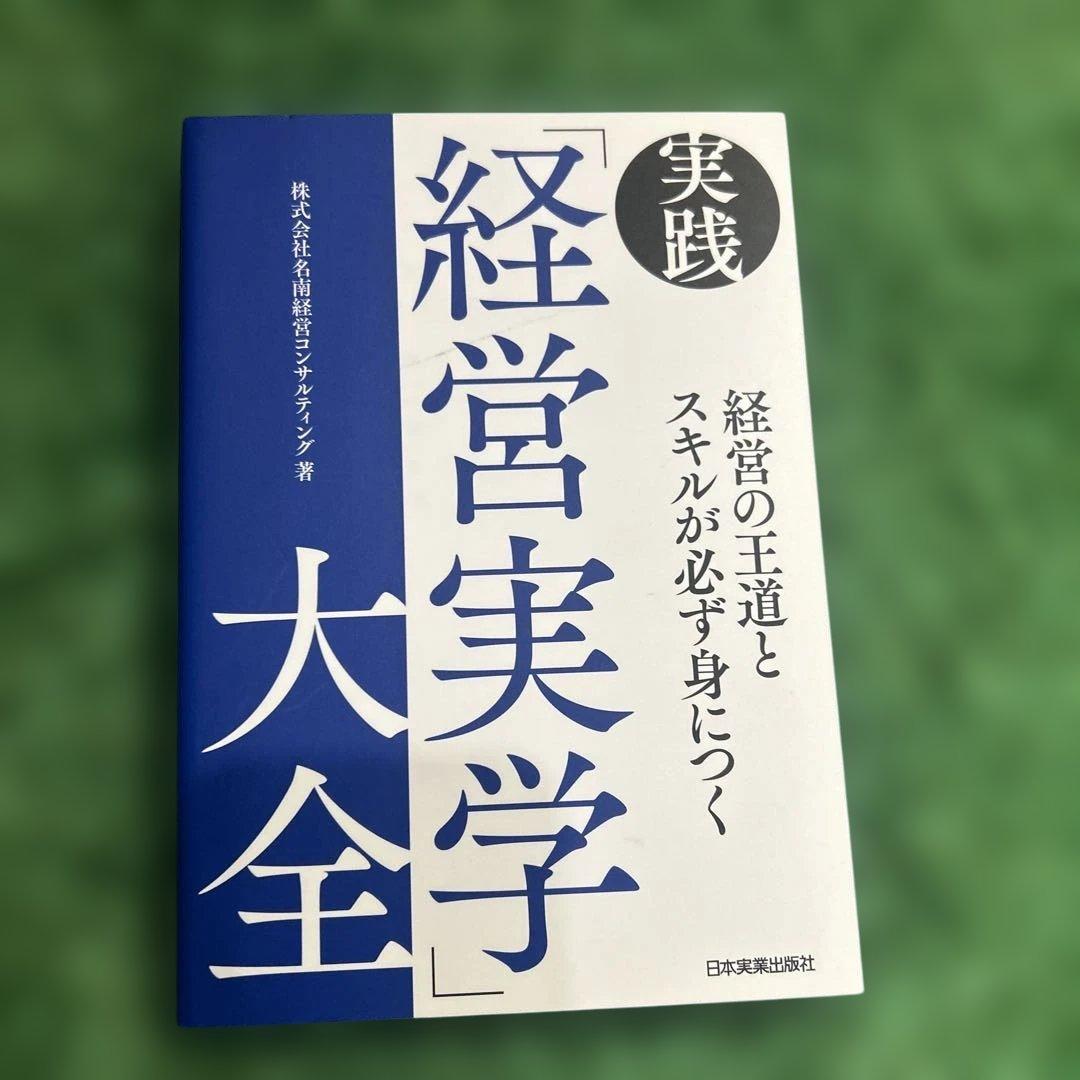 実践
経営の王道と
スキルが必ず身につく
「経営実学」
大全
株式会社名南経営コンサルティング 著
日本実業出版社